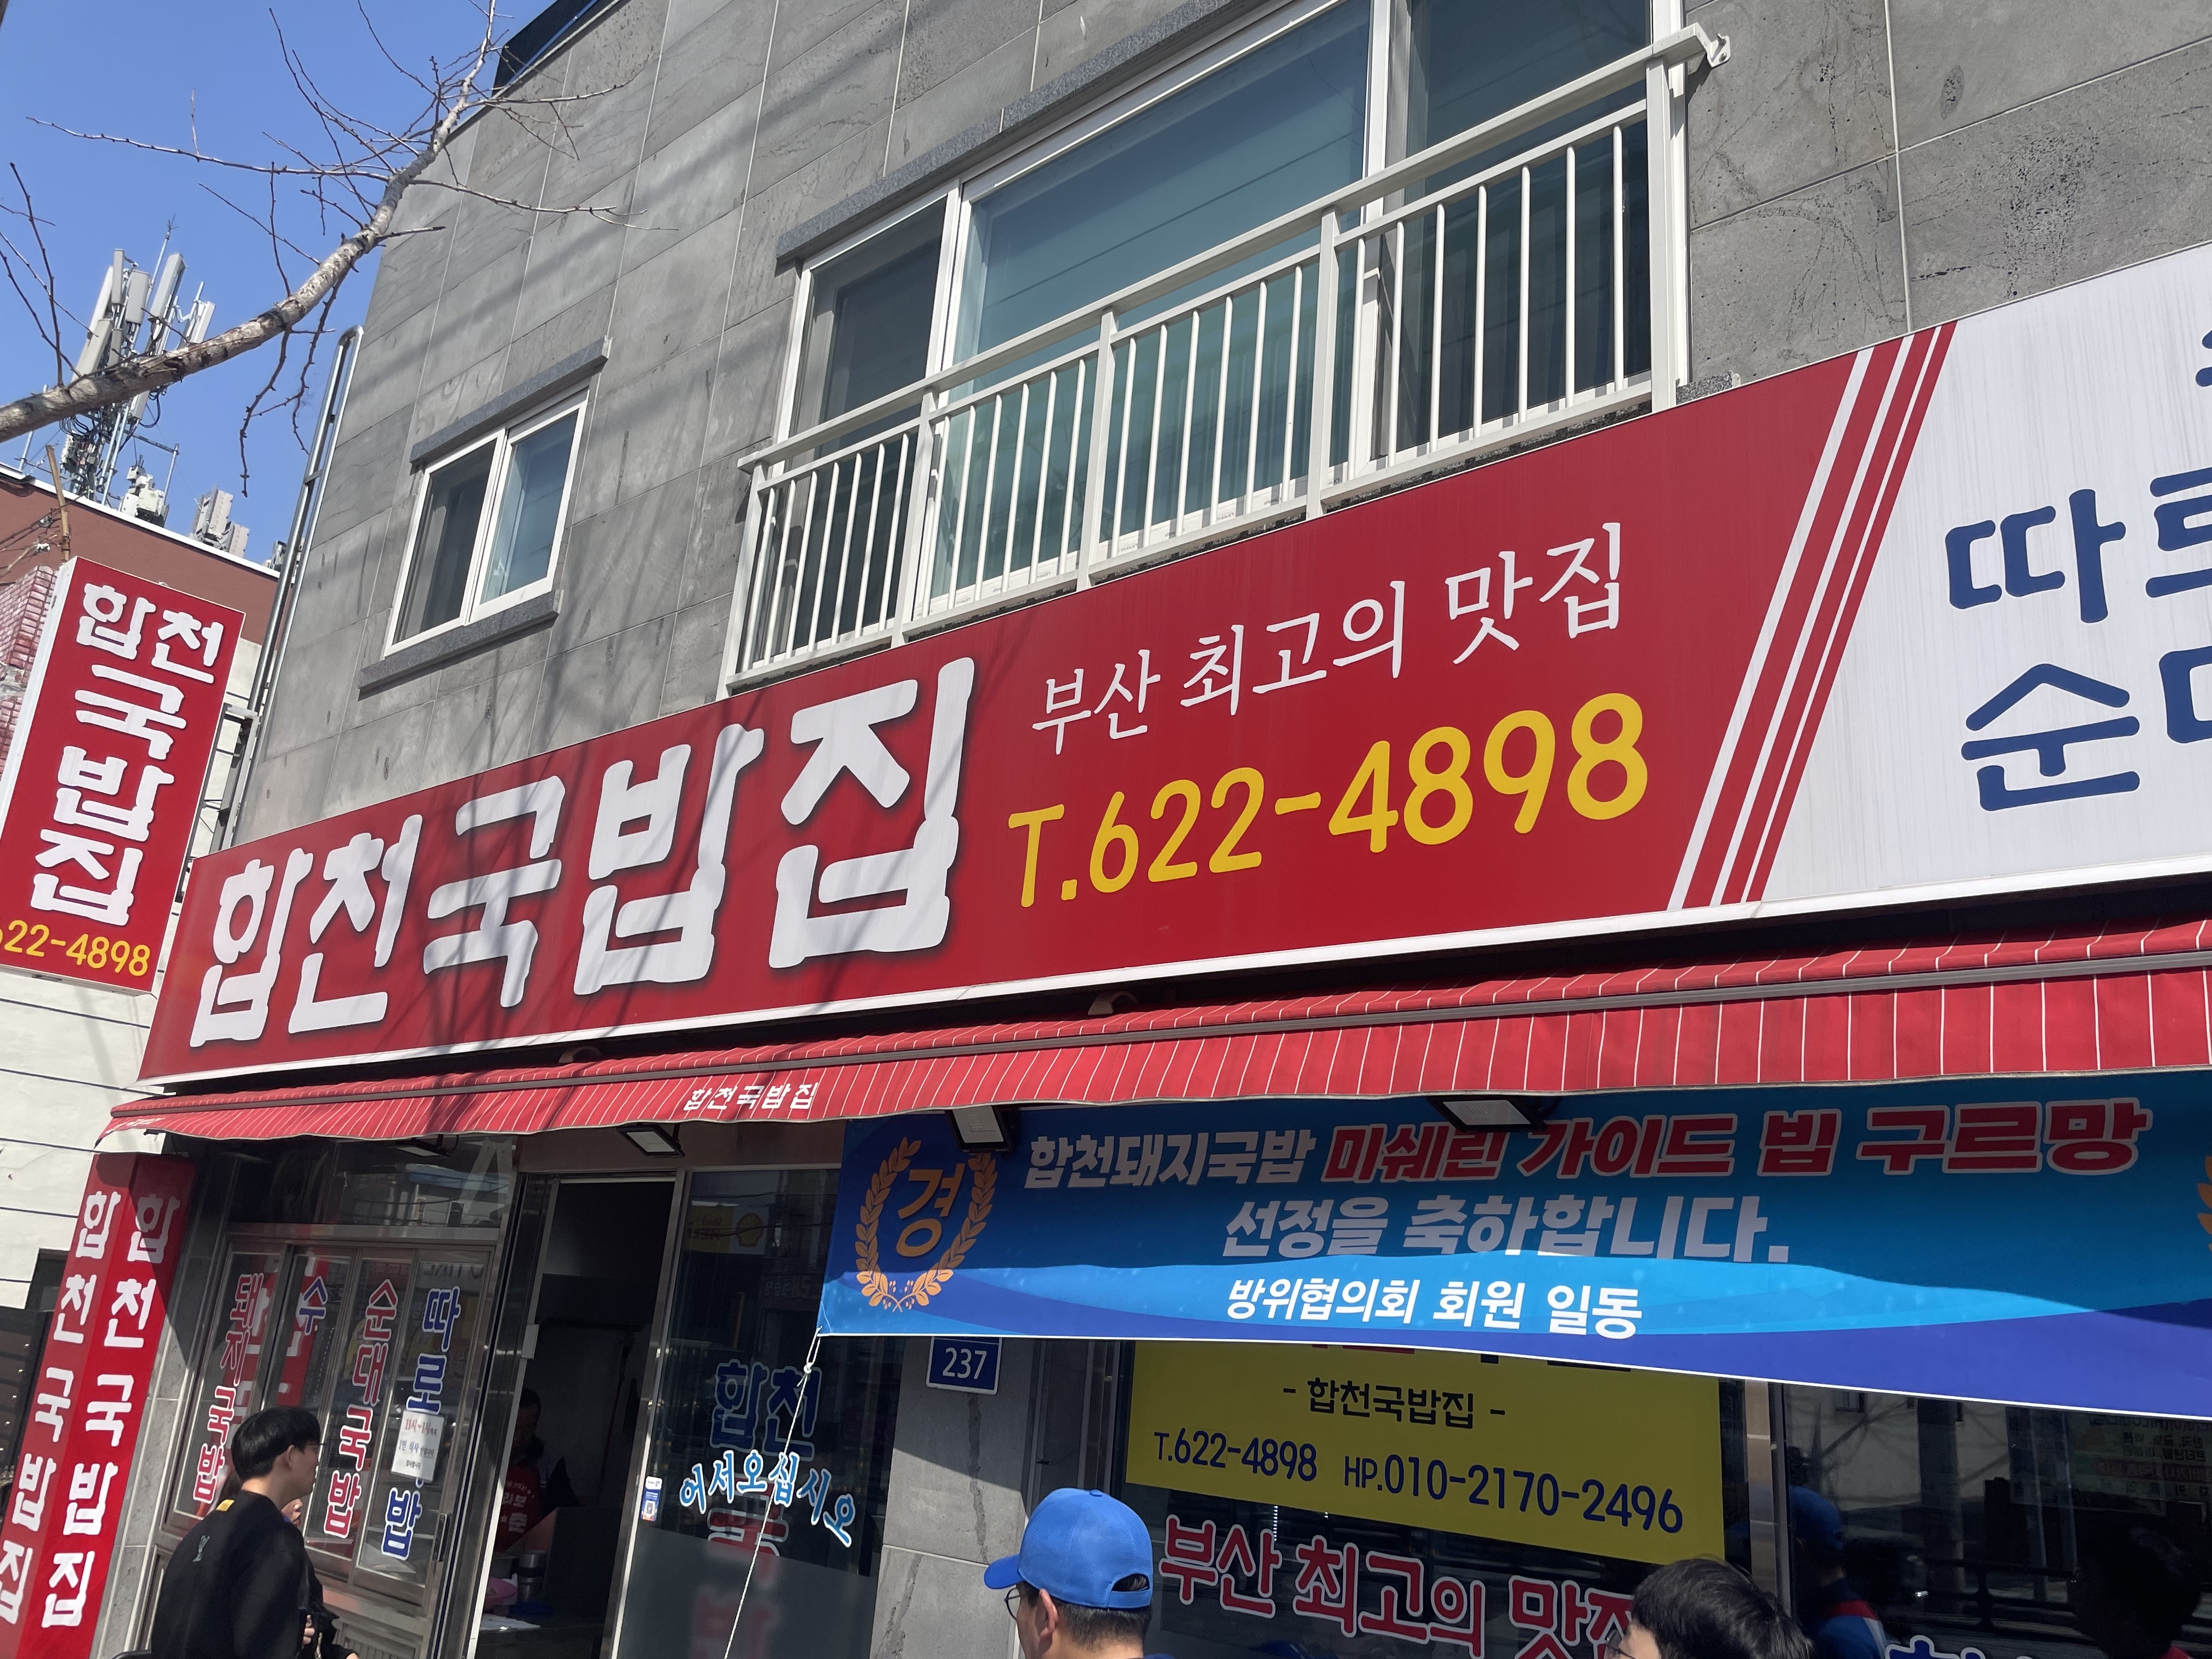 합천
국밥집
622-4898
합천국밥집
부산 최고의 맛집
T.622-4898
따로
순대
합천국밥집
경
합천돼지국밥 미쉐린 가이드 빕 구르망
선정을 축하합니다.
방위협의회 회원 일동
237
- 합천국밥집 -
T.622-4898 HP.010-2170-2496
부산 최고의 맛집
합천국밥집
합천국밥집
돼지국밥
수
순대국밥
따로국밥
합천
어서오십시오